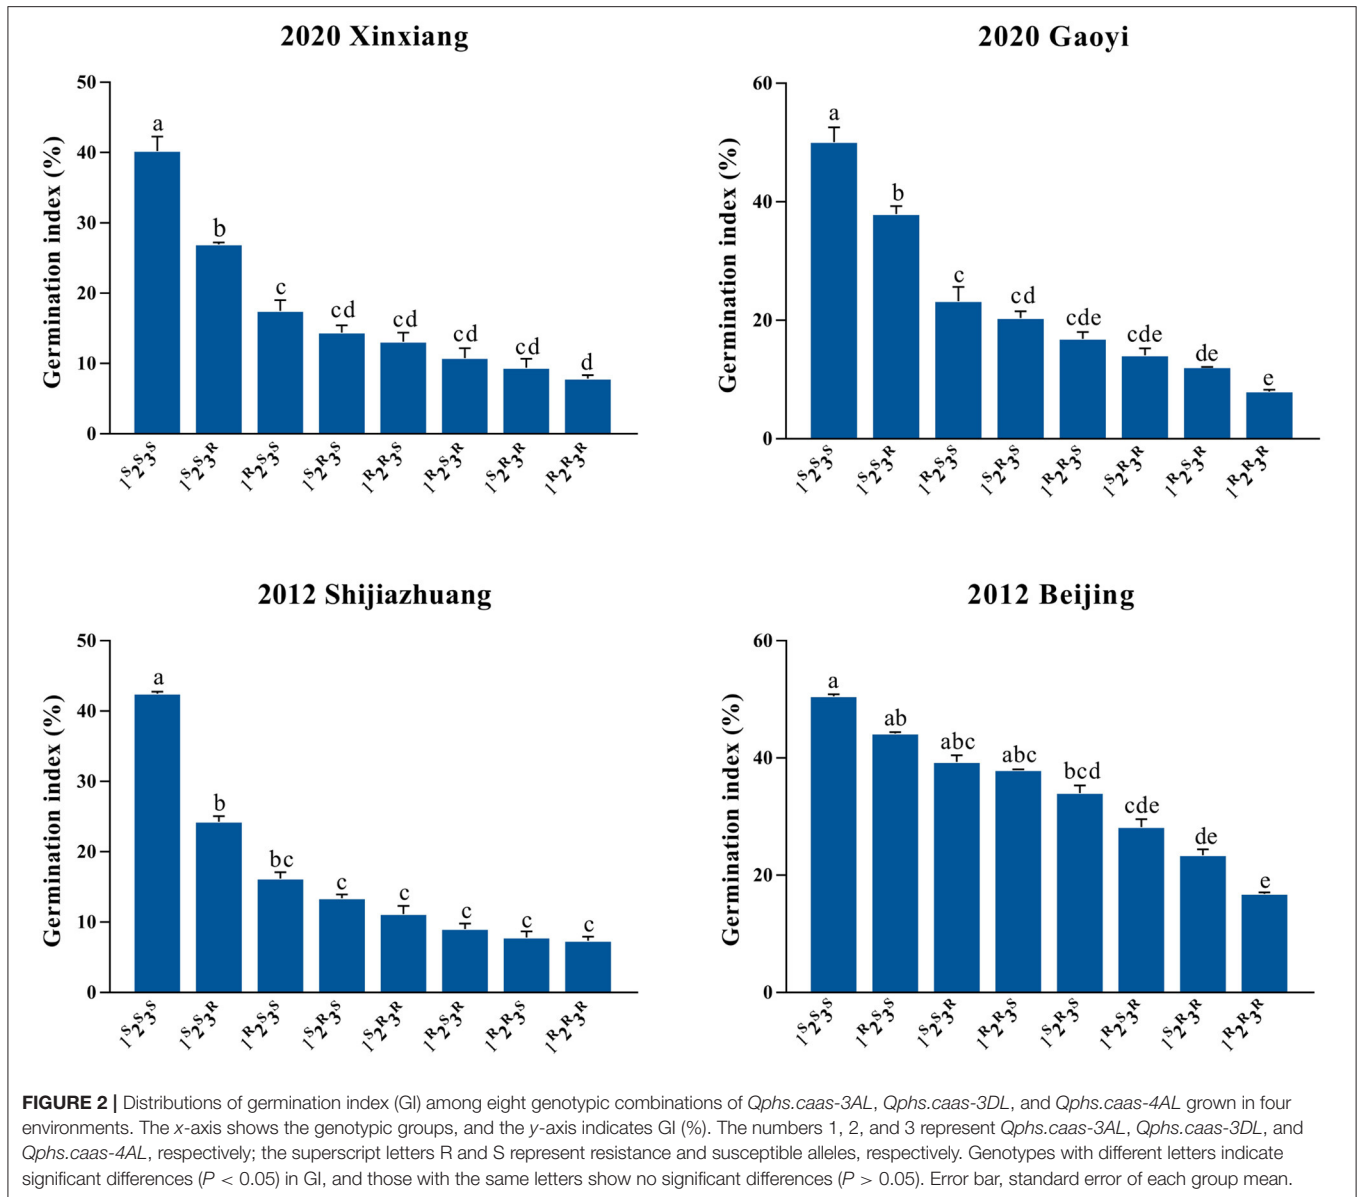 2020 Xinxiang
Germination index (%)
50
40
30
20
10
0
a
b
c
cd
cd
cd
cd
d
1ˢ2ˢ3ˢ
1ˢ2ˢ3ᴿ
1ᴿ2ˢ3ˢ
1ˢ2ᴿ3ˢ
1ᴿ2ᴿ3ˢ
1ᴿ2ˢ3ᴿ
1ˢ2ᴿ3ᴿ
1ᴿ2ᴿ3ᴿ
2020 Gaoyi
Germination index (%)
60
40
20
0
a
b
c
cd
cde
cde
de
e
1ˢ2ˢ3ˢ
1ˢ2ˢ3ᴿ
1ᴿ2ˢ3ˢ
1ˢ2ᴿ3ˢ
1ᴿ2ᴿ3ˢ
1ˢ2ᴿ3ᴿ
1ᴿ2ˢ3ᴿ
1ᴿ2ᴿ3ᴿ
2012 Shijiazhuang
Germination index (%)
50
40
30
20
10
0
a
b
bc
c
c
c
c
c
1ˢ2ˢ3ˢ
1ˢ2ˢ3ᴿ
1ᴿ2ˢ3ˢ
1ˢ2ᴿ3ˢ
1ˢ2ᴿ3ᴿ
1ᴿ2ˢ3ᴿ
1ᴿ2ᴿ3ˢ
1ᴿ2ᴿ3ᴿ
2012 Beijing
Germination index (%)
60
40
20
0
a
ab
abc
abc
bcd
cde
de
e
1ˢ2ˢ3ˢ
1ᴿ2ˢ3ˢ
1ˢ2ˢ3ᴿ
1ᴿ2ᴿ3ˢ
1ˢ2ᴿ3ˢ
1ᴿ2ˢ3ᴿ
1ˢ2ᴿ3ᴿ
1ᴿ2ᴿ3ᴿ
FIGURE 2 | Distributions of germination index (GI) among eight genotypic combinations of Qphs.caas-3AL, Qphs.caas-3DL, and Qphs.caas-4AL grown in four
environments. The x-axis shows the genotypic groups, and the y-axis indicates GI (%). The numbers 1, 2, and 3 represent Qphs.caas-3AL, Qphs.caas-3DL, and
Qphs.caas-4AL, respectively; the superscript letters R and S represent resistance and susceptible alleles, respectively. Genotypes with different letters indicate
significant differences (P < 0.05) in GI, and those with the same letters show no significant differences (P > 0.05). Error bar, standard error of each group mean.